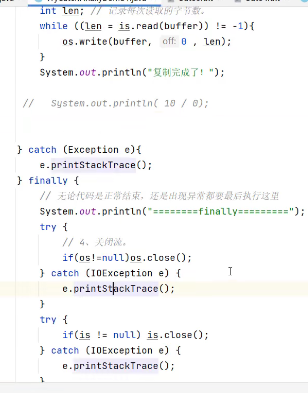 int len; // 记录每次读取的字节数。
while ((len = is.read(buffer)) != -1){
os.write(buffer, off: 0 , len);
}
System.out.println("复制完成了！");
// System.out.println( 10 / 0);
} catch (Exception e){
e.printStackTrace();
} finally {
// 无论代码是正常结束，还是出现异常都要最后执行这里
System.out.println("========finally=========");
try {
// 4、关闭流。
if(os!=null)os.close();
} catch (IOException e) {
e.printStackTrace();
}
try {
if(is != null) is.close();
} catch (IOException e) {
e.printStackTrace();